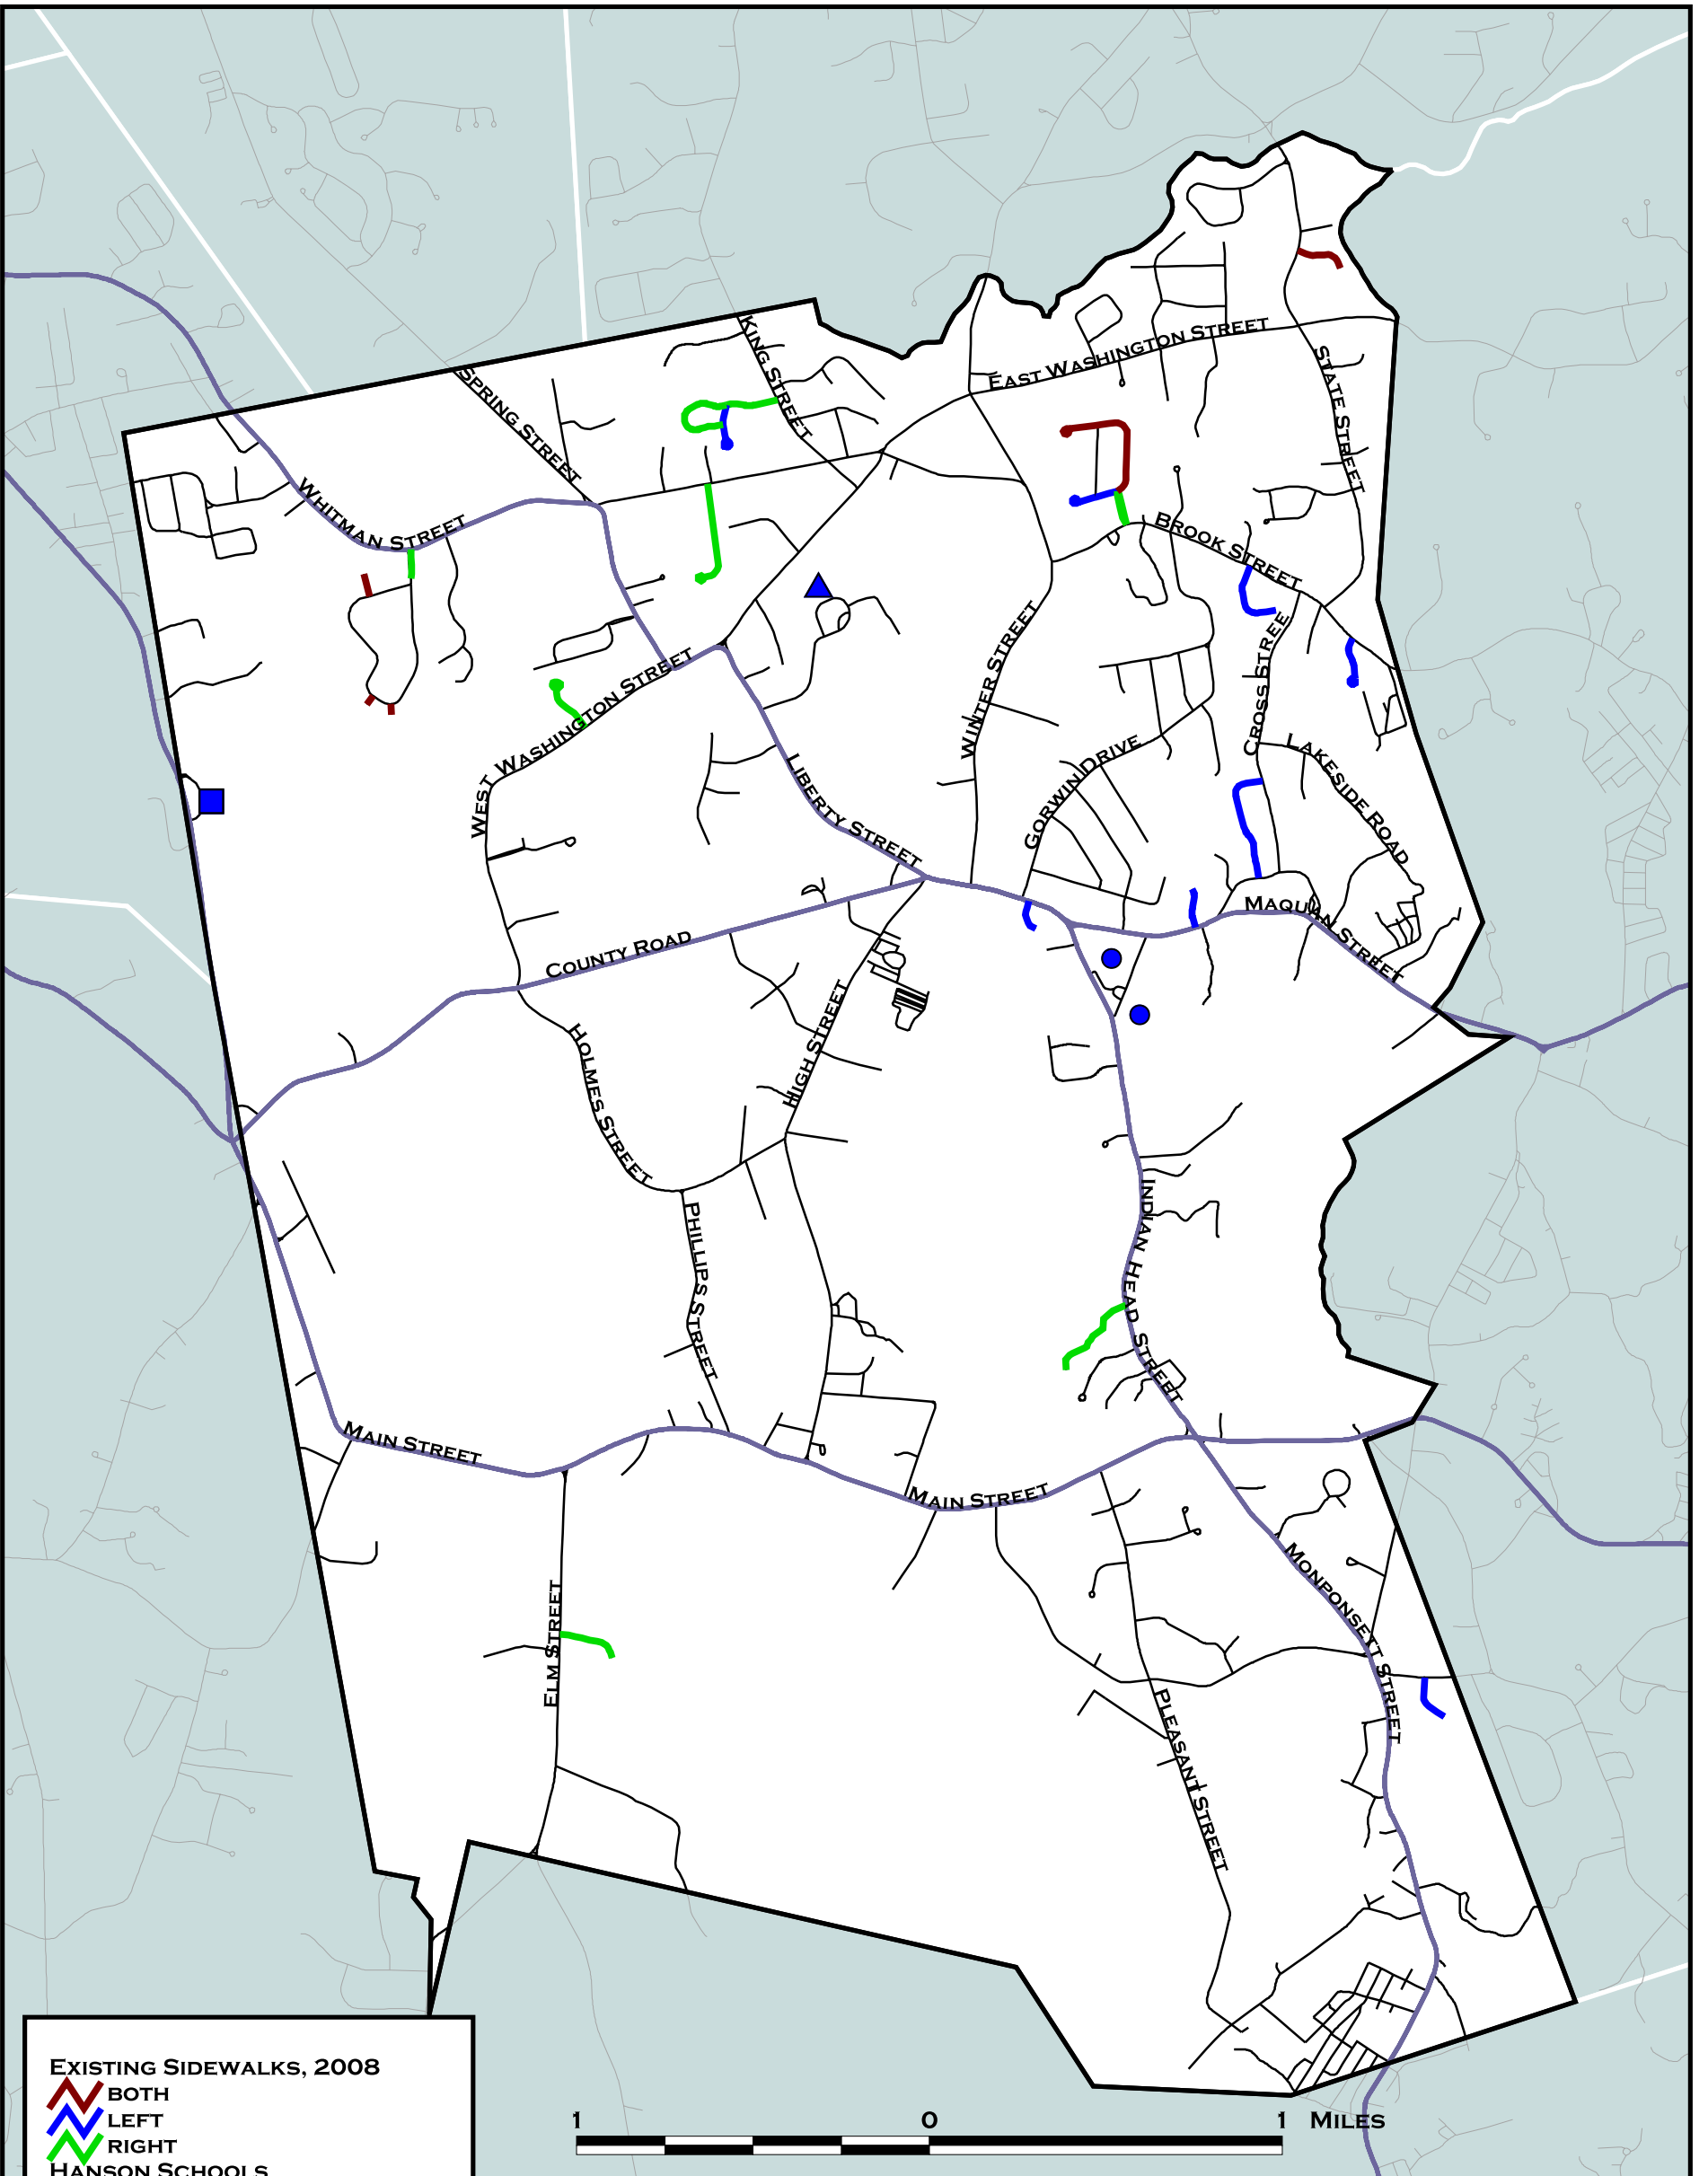 King Street
East Washington Street
State Street
Spring Street
Whitman Street
Brook Street
Winter Street
Cross Stree
West Washington Street
Gorwin Drive
Lakeside Road
Liberty Street
Maquan Street
County Road
High Street
Holmes Street
Indian Head Street
Phillips Street
Main Street
Main Street
Monponsett Street
Elm Street
Pleasant Street
Existing Sidewalks, 2008
BOTH
LEFT
RIGHT
Hanson Schools
1 0 1 Miles